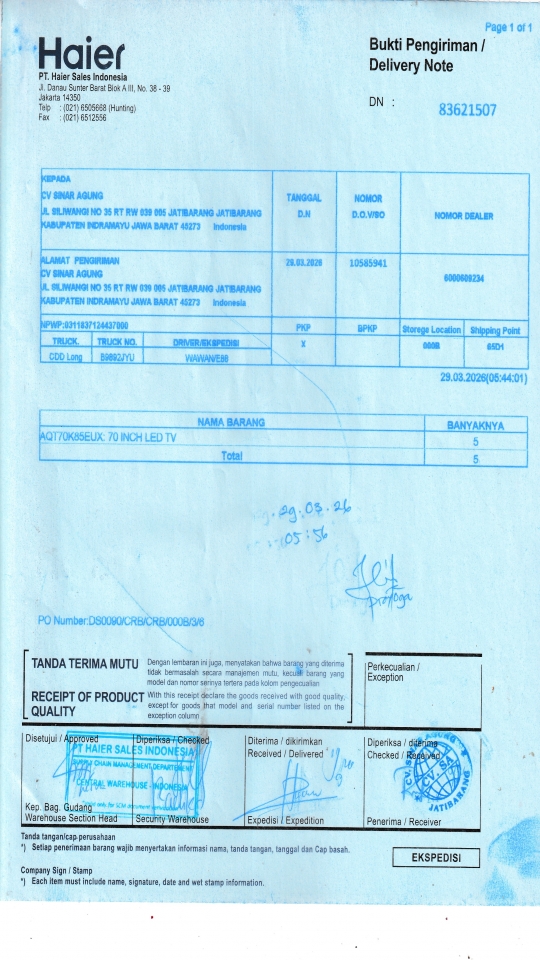 Page 1 of 1
Haier
Bukti Pengiriman /
Delivery Note
PT. Haier Sales Indonesia
Jl. Danau Sunter Barat Blok A III, No. 38 - 39
Jakarta 14350
Telp : (021) 6505668 (Hunting)
Fax : (021) 6512556
DN : 83621507
KEPADA
CV SINAR AGUNG
JL SILIWANGI NO 35 RT RW 039 005 JATIBARANG JATIBARANG
KABUPATEN INDRAMAYU JAWA BARAT 45273 Indonesia
TANGGAL
D.N
NOMOR
D.O./SO
NOMOR DEALER
ALAMAT PENGIRIMAN
CV SINAR AGUNG
JL SILIWANGI NO 35 RT RW 039 005 JATIBARANG JATIBARANG
KABUPATEN INDRAMAYU JAWA BARAT 45273 Indonesia
29.03.2026
10585941
6000609234
NPWP:0311837124437000
PKP
BPKP
Storege Location
Shipping Point
TRUCK.
TRUCK NO.
DRIVER/EKSPEDISI
X
000B
65D1
CDD Long
WAWAN/E86
29.03.2026(05:44:01)
NAMA BARANG
BANYAKNYA
AQT70K85EUX: 70 INCH LED TV
5
Total
5
29.03.26
05:56
PO Number:DS0090/CRB/CRB/000B/3/6
TANDA TERIMA MUTU
Dengan lembaran ini juga, menyatakan bahwa barang yang diterima
tidak bermasalah secara manajemen mutu, kecuali barang yang
model dan nomor serinya tertera pada kolom pengecualian
RECEIPT OF PRODUCT
QUALITY
With this receipt declare the goods received with good quality,
except for goods that model and serial number listed on the
exception column
Perkecualian /
Exception
Disetujui / Approved
Diperiksa / Checked
Diterima / dikirimkan
Received / Delivered
Diperiksa / diterima
Checked / Received
PT HAIER SALES INDONESIA
SUPPLY CHAIN MANAGEMENT DEPARTMENT
CENTRAL WAREHOUSE - INDONESIA
JATIBARANG
Kep. Bag. Gudang
Warehouse Section Head
Security Warehouse
Expedisi / Expedition
Penerima / Receiver
Tanda tangan/cap perusahaan
*) Setiap penerimaan barang wajib menyertakan informasi nama, tanda tangan, tanggal dan Cap basah.
EKSPEDISI
Company Sign / Stamp
*) Each item must include name, signature, date and wet stamp information.